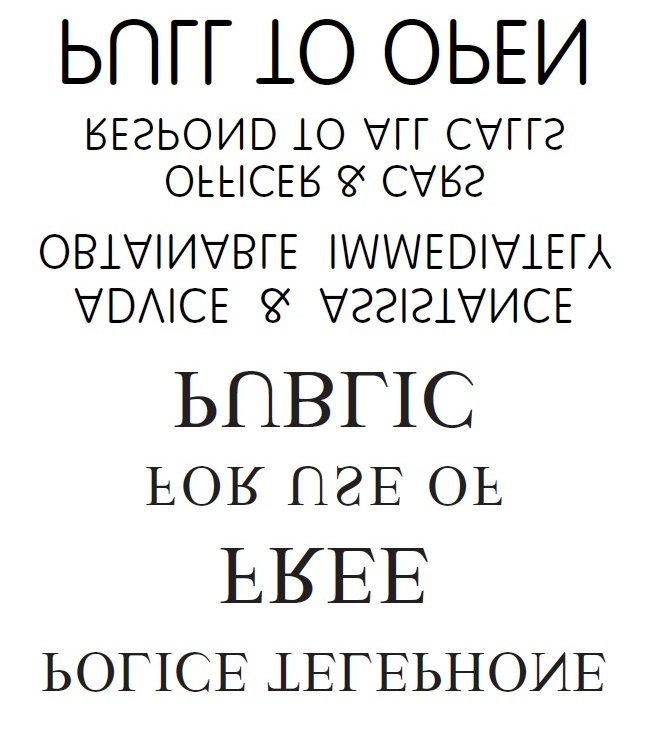 POLICE TELEPHONE
FREE
FOR USE OF
PUBLIC
ADVICE & ASSISTANCE
OBTAINABLE IMMEDIATELY
OFFICER & CARS
RESPOND TO ALL CALLS
PULL TO OPEN